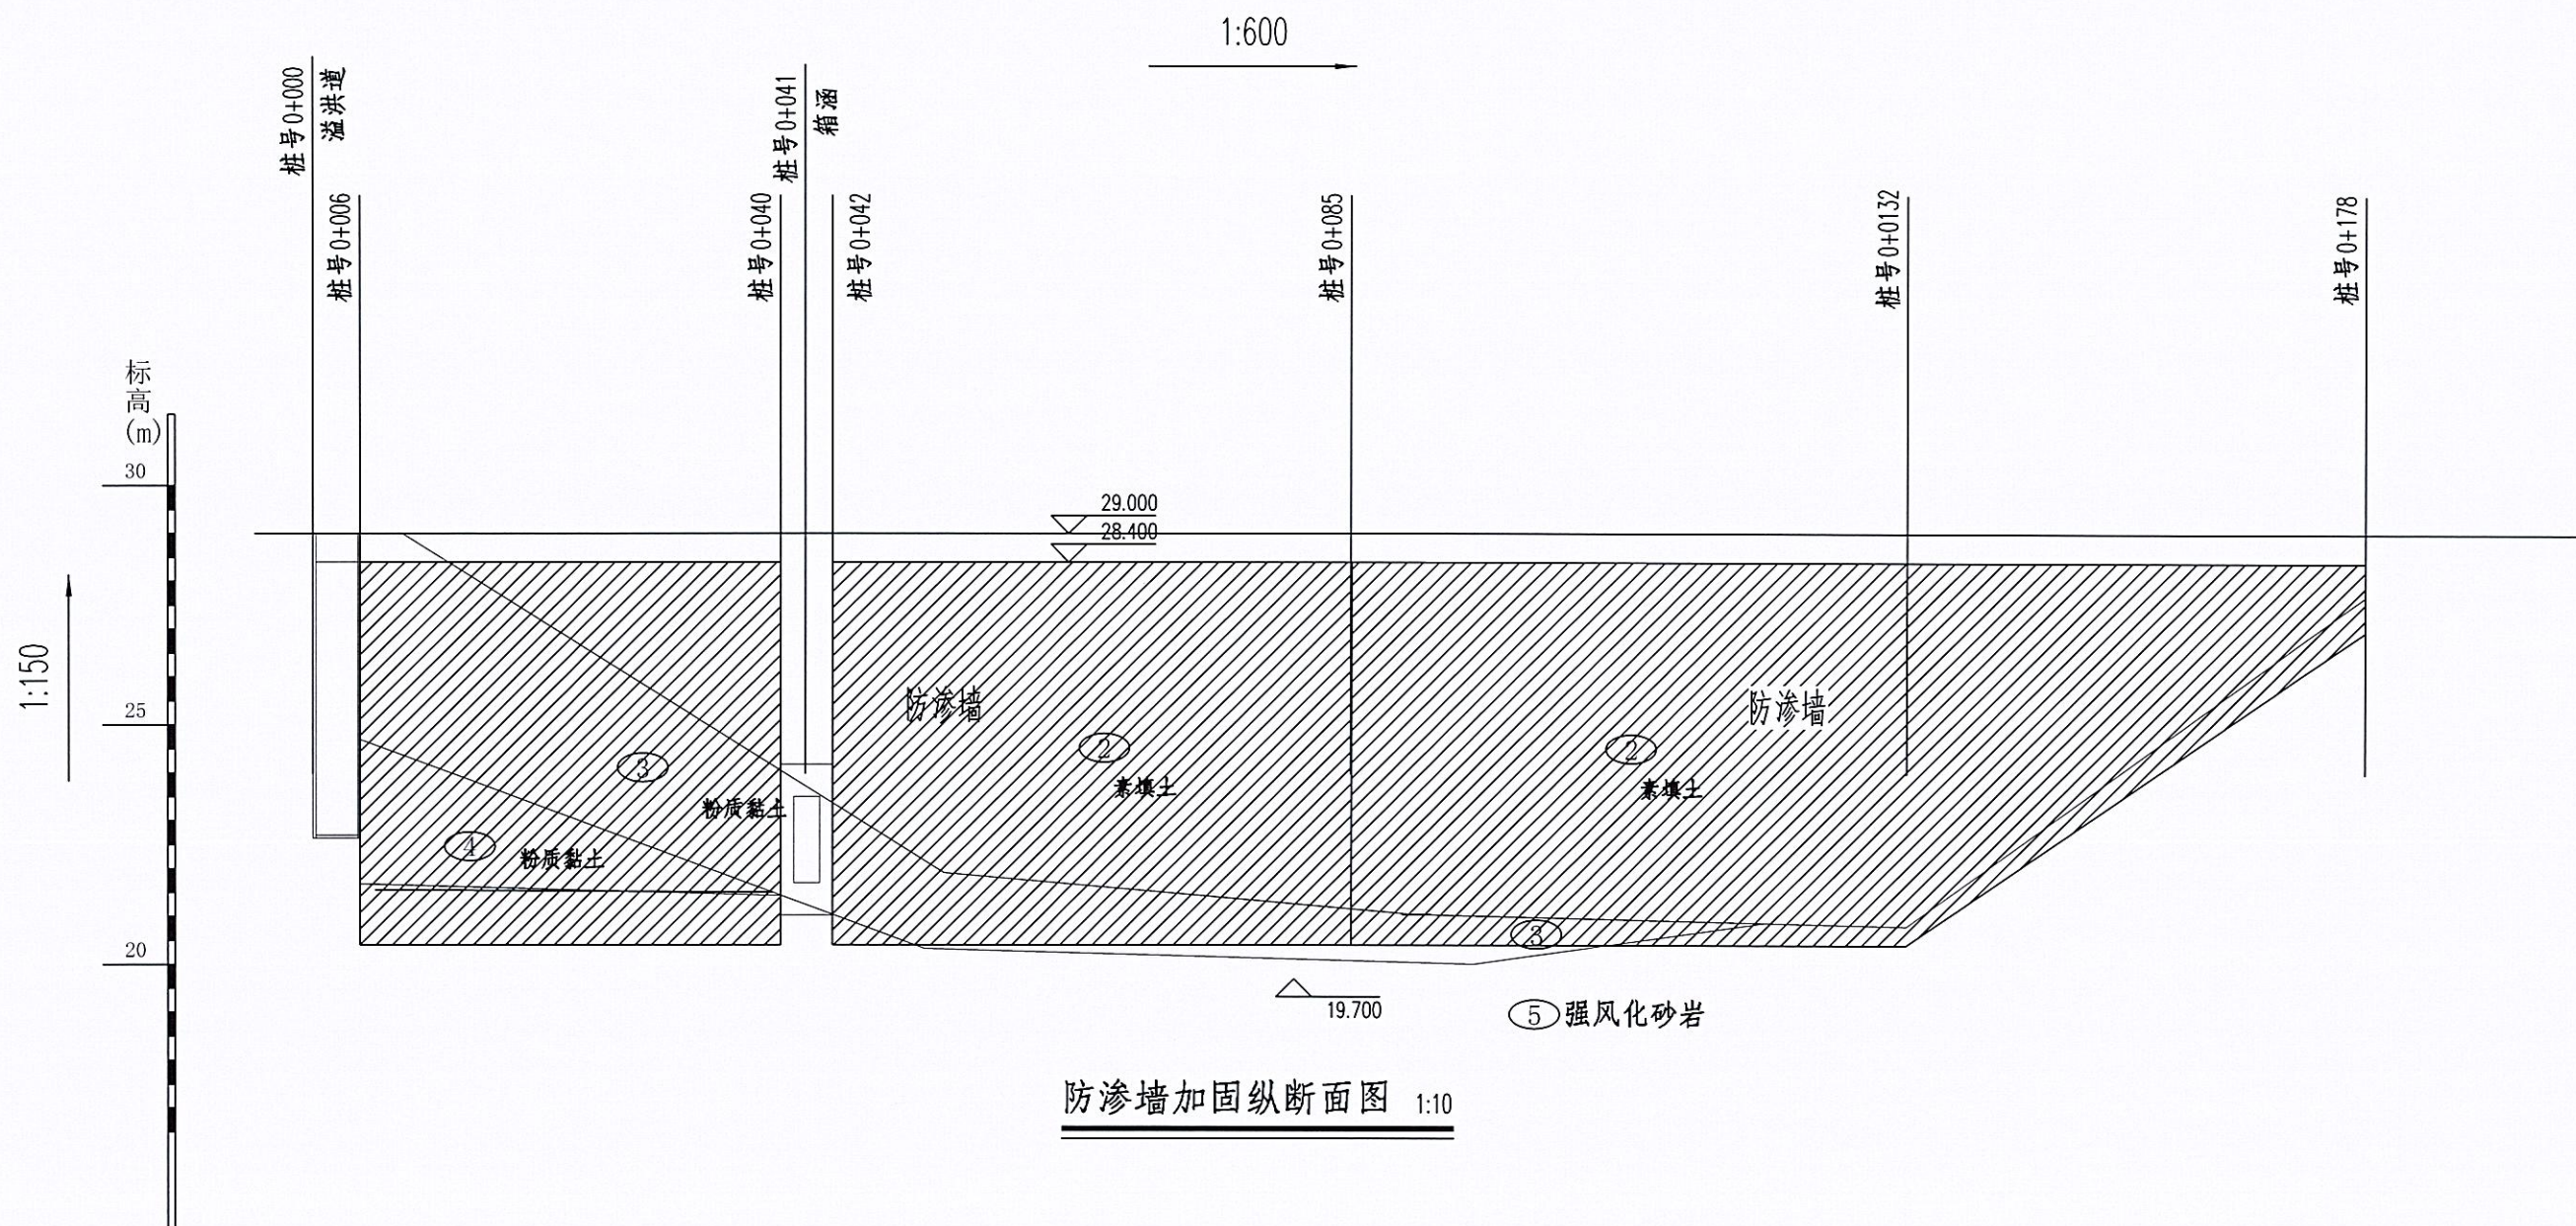 1:600
桩号0+000
溢洪道
桩号0+006
桩号0+040
桩号0+041
箱涵
桩号0+042
桩号0+085
桩号0+0132
桩号0+178
标高(m)
30
25
20
1:150
29.000
28.400
防渗墙
防渗墙
②
素填土
②
素填土
③
粉质黏土
④
粉质黏土
③
19.700
⑤强风化砂岩
防渗墙加固纵断面图 1:10